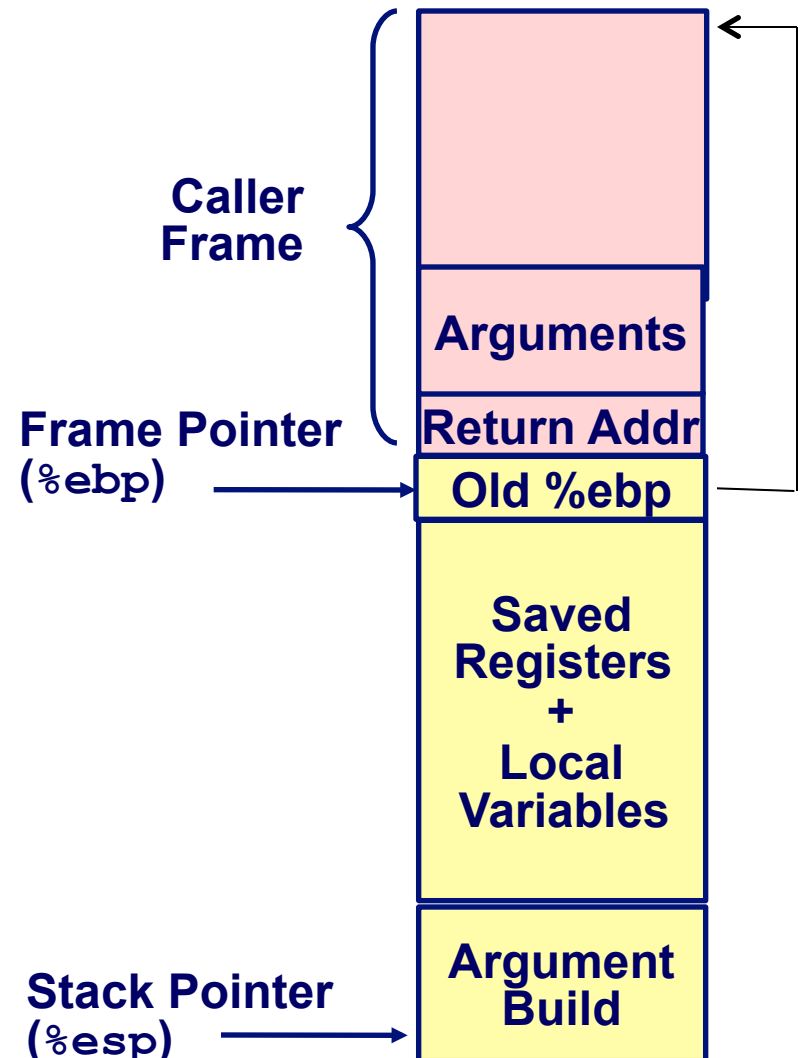 Caller
Frame
Arguments
Return Addr
Frame Pointer
(%ebp)
Old %ebp
Saved
Registers
+
Local
Variables
Argument
Build
Stack Pointer
(%esp)